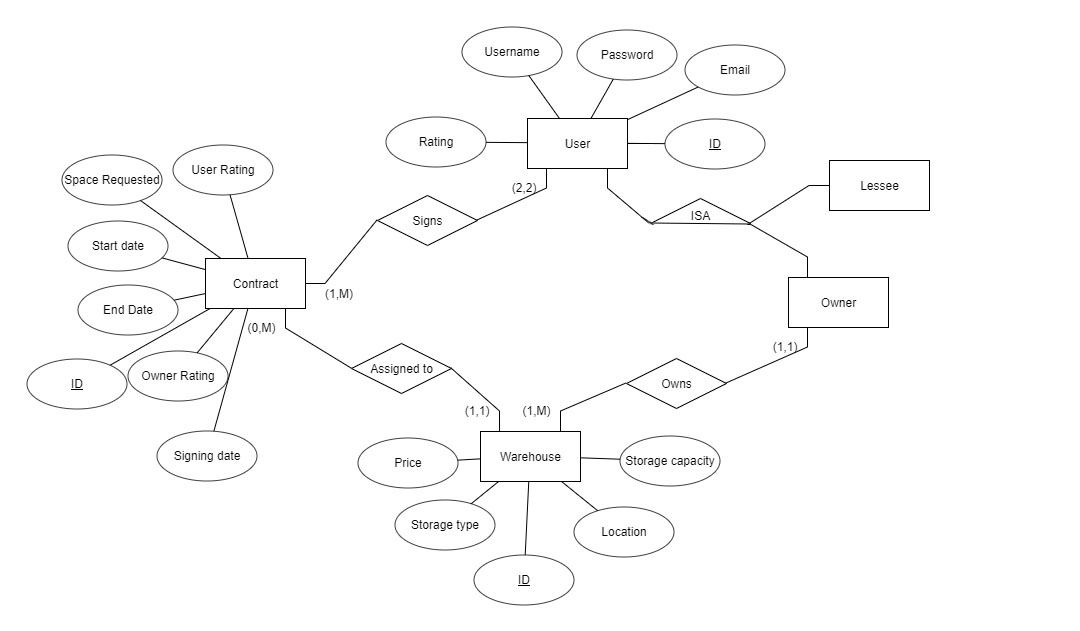 Username
Password
Email
Rating
User
ID
User Rating
Space Requested
(2,2)
Lessee
Signs
ISA
Start date
Contract
(1,M)
End Date
Owner
(0,M)
(1,1)
Owner Rating
ID
Assigned to
Owns
(1,1)
(1,M)
Signing date
Price
Warehouse
Storage capacity
Storage type
Location
ID